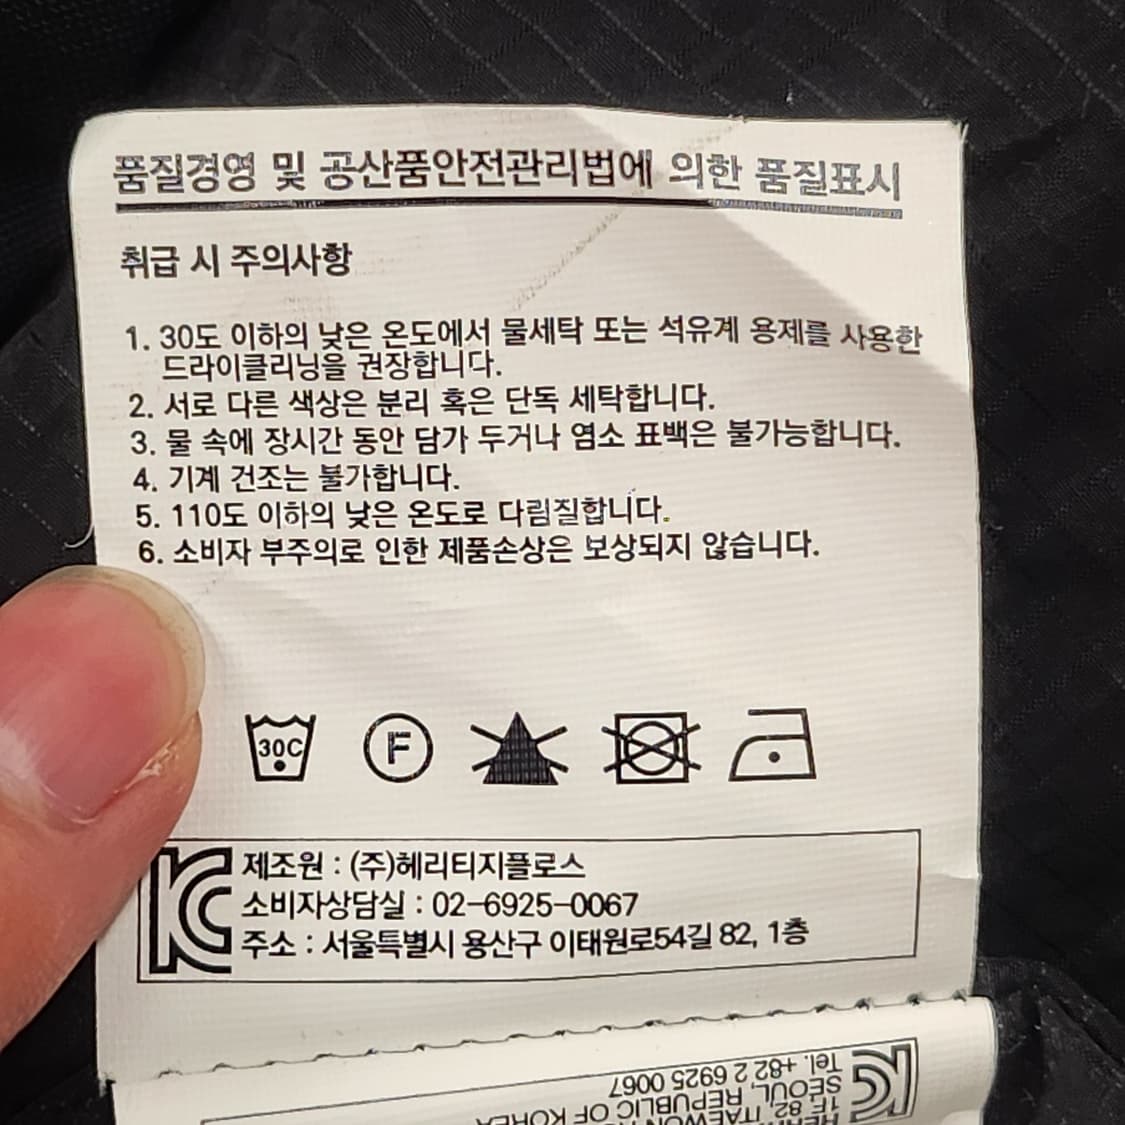 품질경영 및 공산품안전관리법에 의한 품질표시
취급 시 주의사항
1. 30도 이하의 낮은 온도에서 물세탁 또는 석유계 용제를 사용한
드라이클리닝을 권장합니다.
2. 서로 다른 색상은 분리 혹은 단독 세탁합니다.
3. 물 속에 장시간 동안 담가 두거나 염소 표백은 불가능합니다.
4. 기계 건조는 불가합니다.
5. 110도 이하의 낮은 온도로 다림질합니다.
6. 소비자 부주의로 인한 제품손상은 보상되지 않습니다.
30C F
KC 제조원 : (주)헤리티지플로스
소비자상담실 : 02-6925-0067
주소 : 서울특별시 용산구 이태원로54길 82, 1층
KC
1F 82, ITAEWON
SEOUL, REPUBLIC OF KOREA
Tel. +82 2 6925 0067